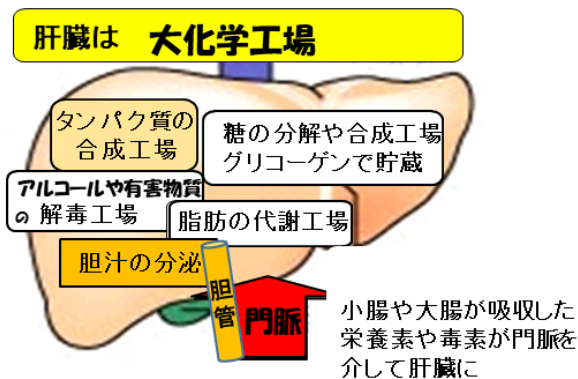 肝臓は 大化学工場
タンパク質の
合成工場
糖の分解や合成工場
グリコーゲンで貯蔵
アルコールや有害物質
の 解毒工場
脂肪の代謝工場
胆汁の分泌
胆管
門脈
小腸や大腸が吸収した
栄養素や毒素が門脈を
介して肝臓に